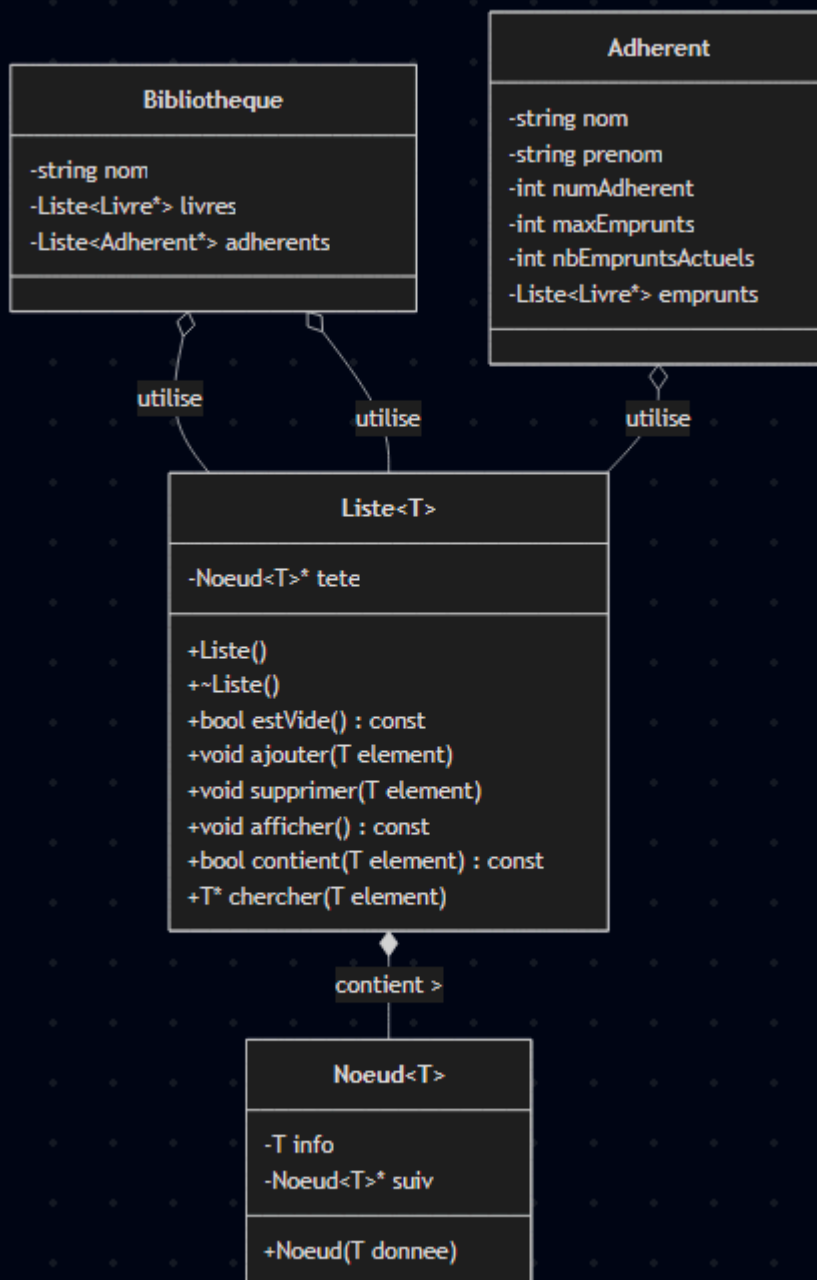 Bibliotheque
-string nom
-Liste<Livre*> livres
-Liste<Adherent*> adherents
Adherent
-string nom
-string prenom
-int numAdherent
-int maxEmprunts
-int nbEmpruntsActuels
-Liste<Livre*> emprunts
utilise
utilise
utilise
Liste<T>
-Noeud<T>* tete
+Liste()
+~Liste()
+bool estVide() : const
+void ajouter(T element)
+void supprimer(T element)
+void afficher() : const
+bool contient(T element) : const
+T* chercher(T element)
contient >
Noeud<T>
-T info
-Noeud<T>* suiv
+Noeud(T donnee)